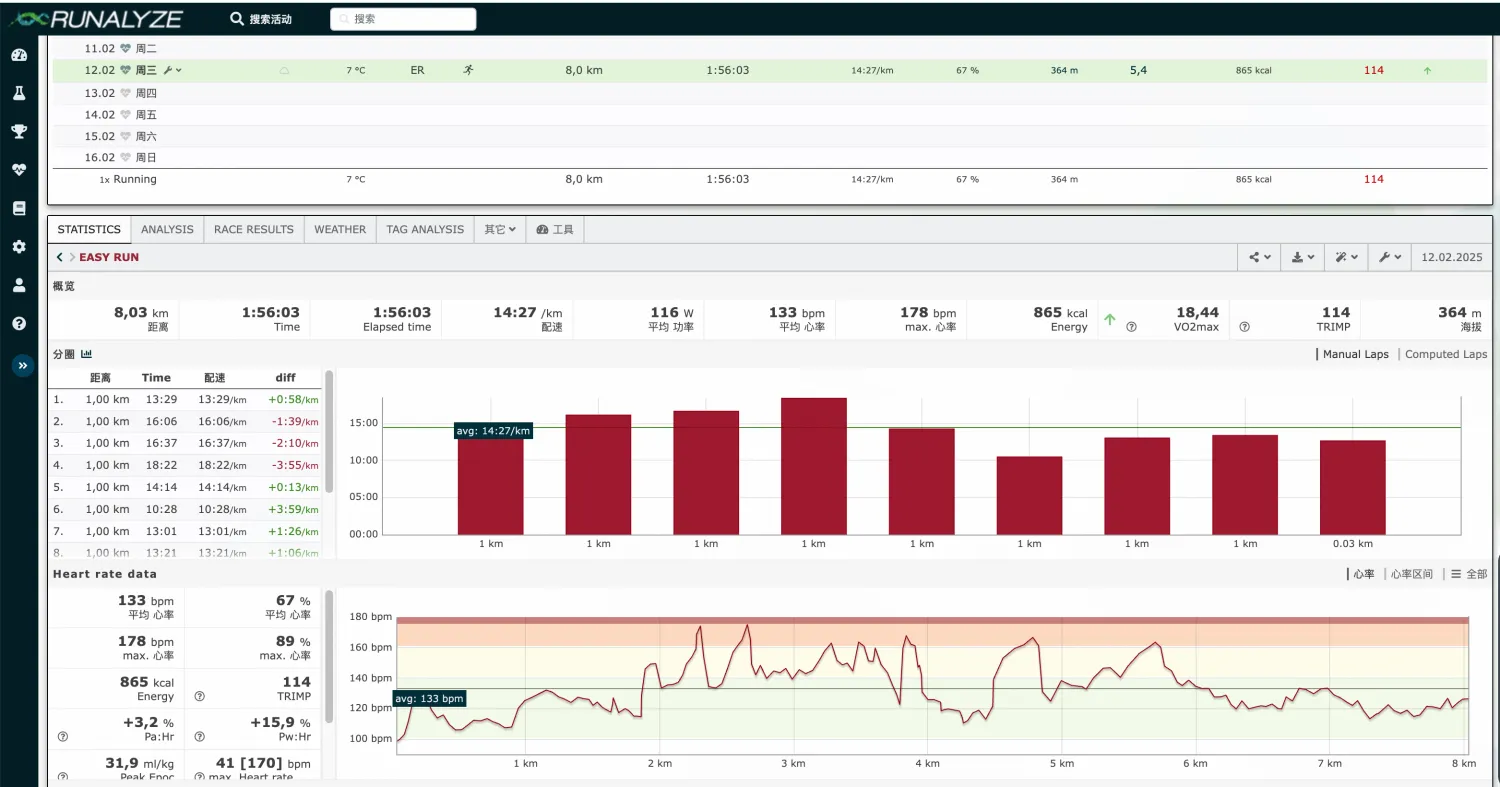 RUNALYZE 搜索活动 搜索
11.02 周二
12.02 周三 7 °C ER 8,0 km 1:56:03 14:27/km 67 % 364 m 5,4 865 kcal 114
13.02 周四
14.02 周五
15.02 周六
16.02 周日
1x Running 7 °C 8,0 km 1:56:03 14:27/km 67 % 364 m 865 kcal 114
STATISTICS ANALYSIS RACE RESULTS WEATHER TAG ANALYSIS 其它 工具
EASY RUN 12.02.2025
概览
8,03 km 1:56:03 1:56:03 14:27 /km 116 W 133 bpm 178 bpm 865 kcal 18,44 114 364 m
距离 Time Elapsed time 配速 平均 功率 平均 心率 max. 心率 Energy VO2max TRIMP 海拔
分圈 Manual Laps Computed Laps
距离 Time 配速 diff
1. 1,00 km 13:29 13:29/km +0:58/km
2. 1,00 km 16:06 16:06/km -1:39/km
3. 1,00 km 16:37 16:37/km -2:10/km
4. 1,00 km 18:22 18:22/km -3:55/km
5. 1,00 km 14:14 14:14/km +0:13/km
6. 1,00 km 10:28 10:28/km +3:59/km
7. 1,00 km 13:01 13:01/km +1:26/km
8. 1,00 km 13:21 13:21/km +1:06/km
15:00
10:00
05:00
00:00
avg: 14:27/km
1 km 1 km 1 km 1 km 1 km 1 km 1 km 1 km 0.03 km
Heart rate data 心率 心率区间 全部
133 bpm 67 %
平均 心率 平均 心率
178 bpm 89 %
max. 心率 max. 心率
865 kcal 114
Energy TRIMP
+3,2 % +15,9 %
Pa:Hr Pw:Hr
31,9 ml/kg 41 [170] bpm
Peak Epoc max. Heart rate
180 bpm
160 bpm
140 bpm
120 bpm
100 bpm
avg: 133 bpm
1 km 2 km 3 km 4 km 5 km 6 km 7 km 8 km